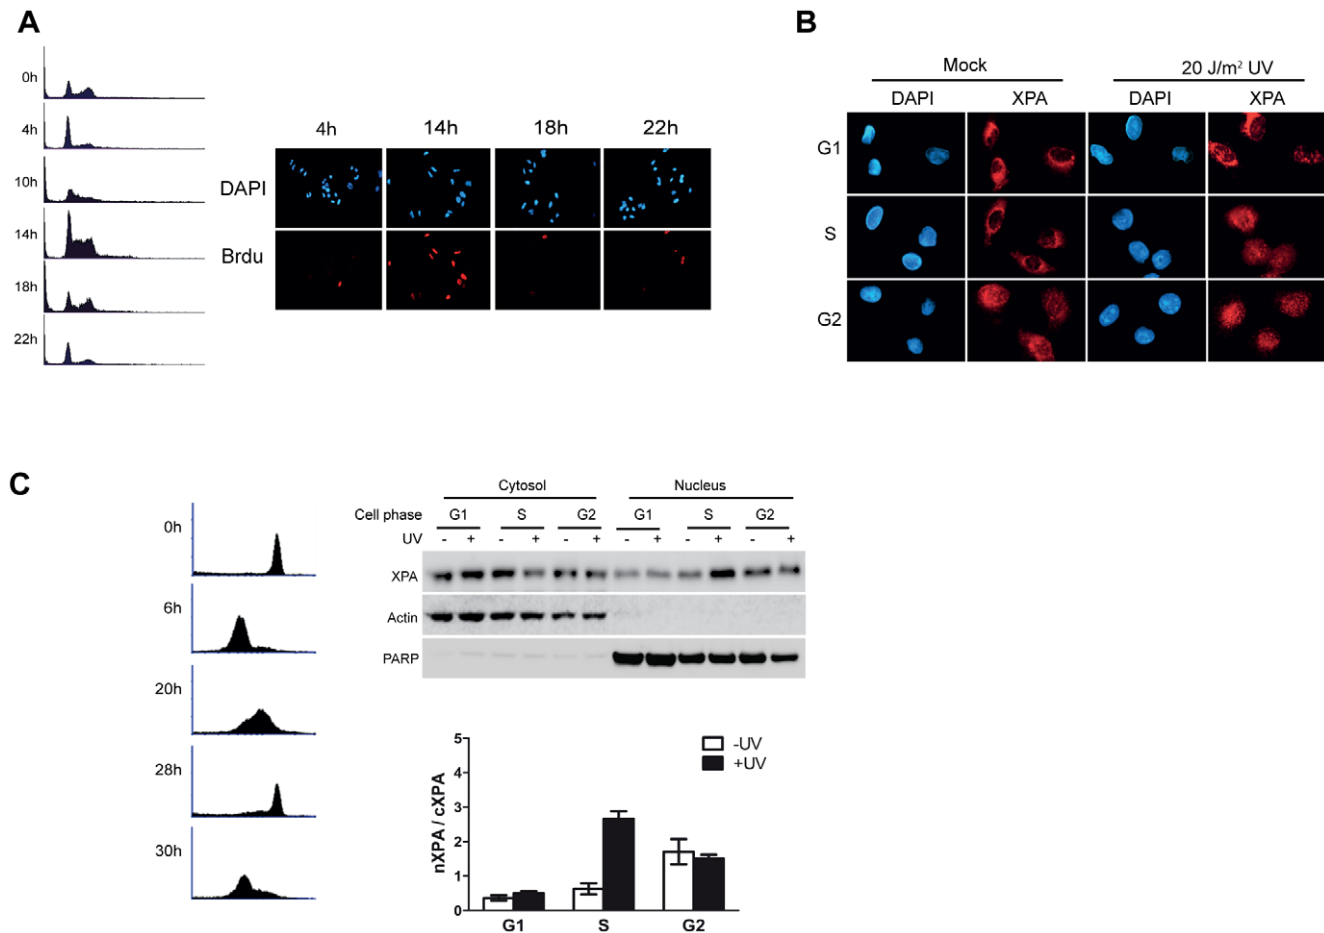 A
0h
4h
10h
14h
18h
22h
4h 14h 18h 22h
DAPI
Brdu
B
Mock 20 J/m² UV
DAPI XPA DAPI XPA
G1
S
G2
C
0h
6h
20h
28h
30h
Cytosol Nucleus
Cell phase G1 S G2 G1 S G2
UV - + - + - + - + - + - +
XPA
Actin
PARP
nXPA / cXPA
5
4
3
2
1
0
-UV
+UV
G1 S G2